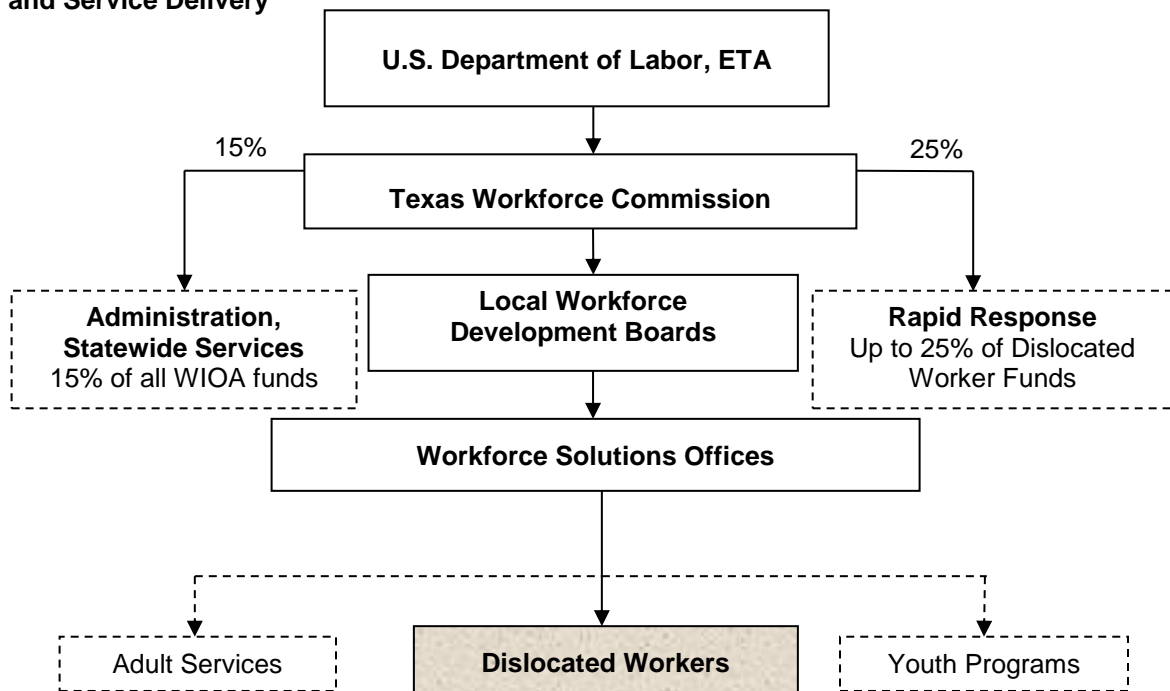 and Service Delivery
U.S. Department of Labor, ETA
15%
25%
Texas Workforce Commission
Administration,
Statewide Services
15% of all WIOA funds
Local Workforce
Development Boards
Rapid Response
Up to 25% of Dislocated
Worker Funds
Workforce Solutions Offices
Adult Services
Dislocated Workers
Youth Programs